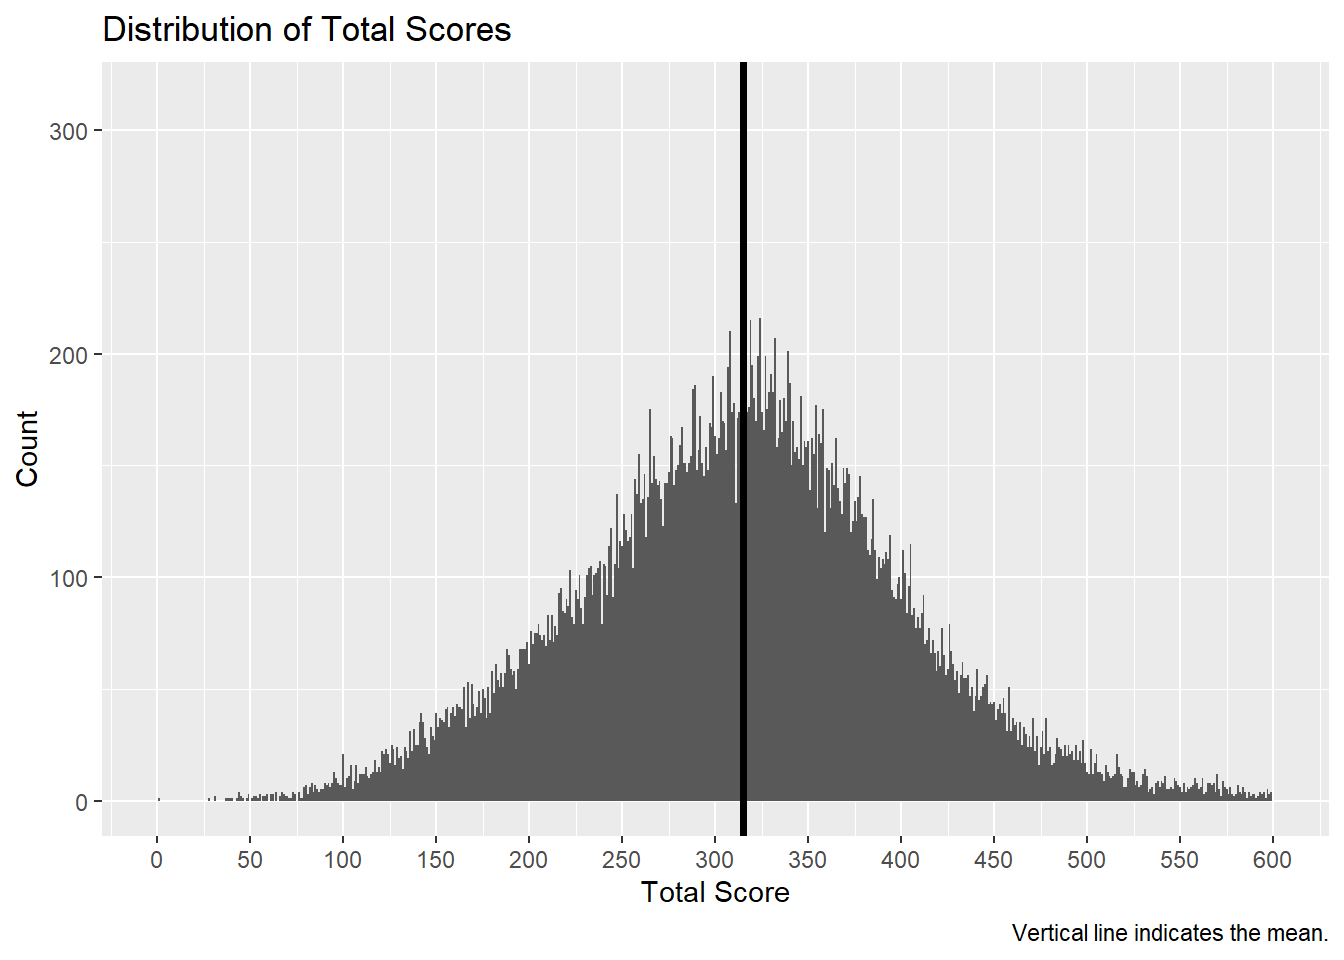 Distribution of Total Scores
300
200
100
0
Count
0 50 100 150 200 250 300 350 400 450 500 550 600
Total Score
Vertical line indicates the mean.